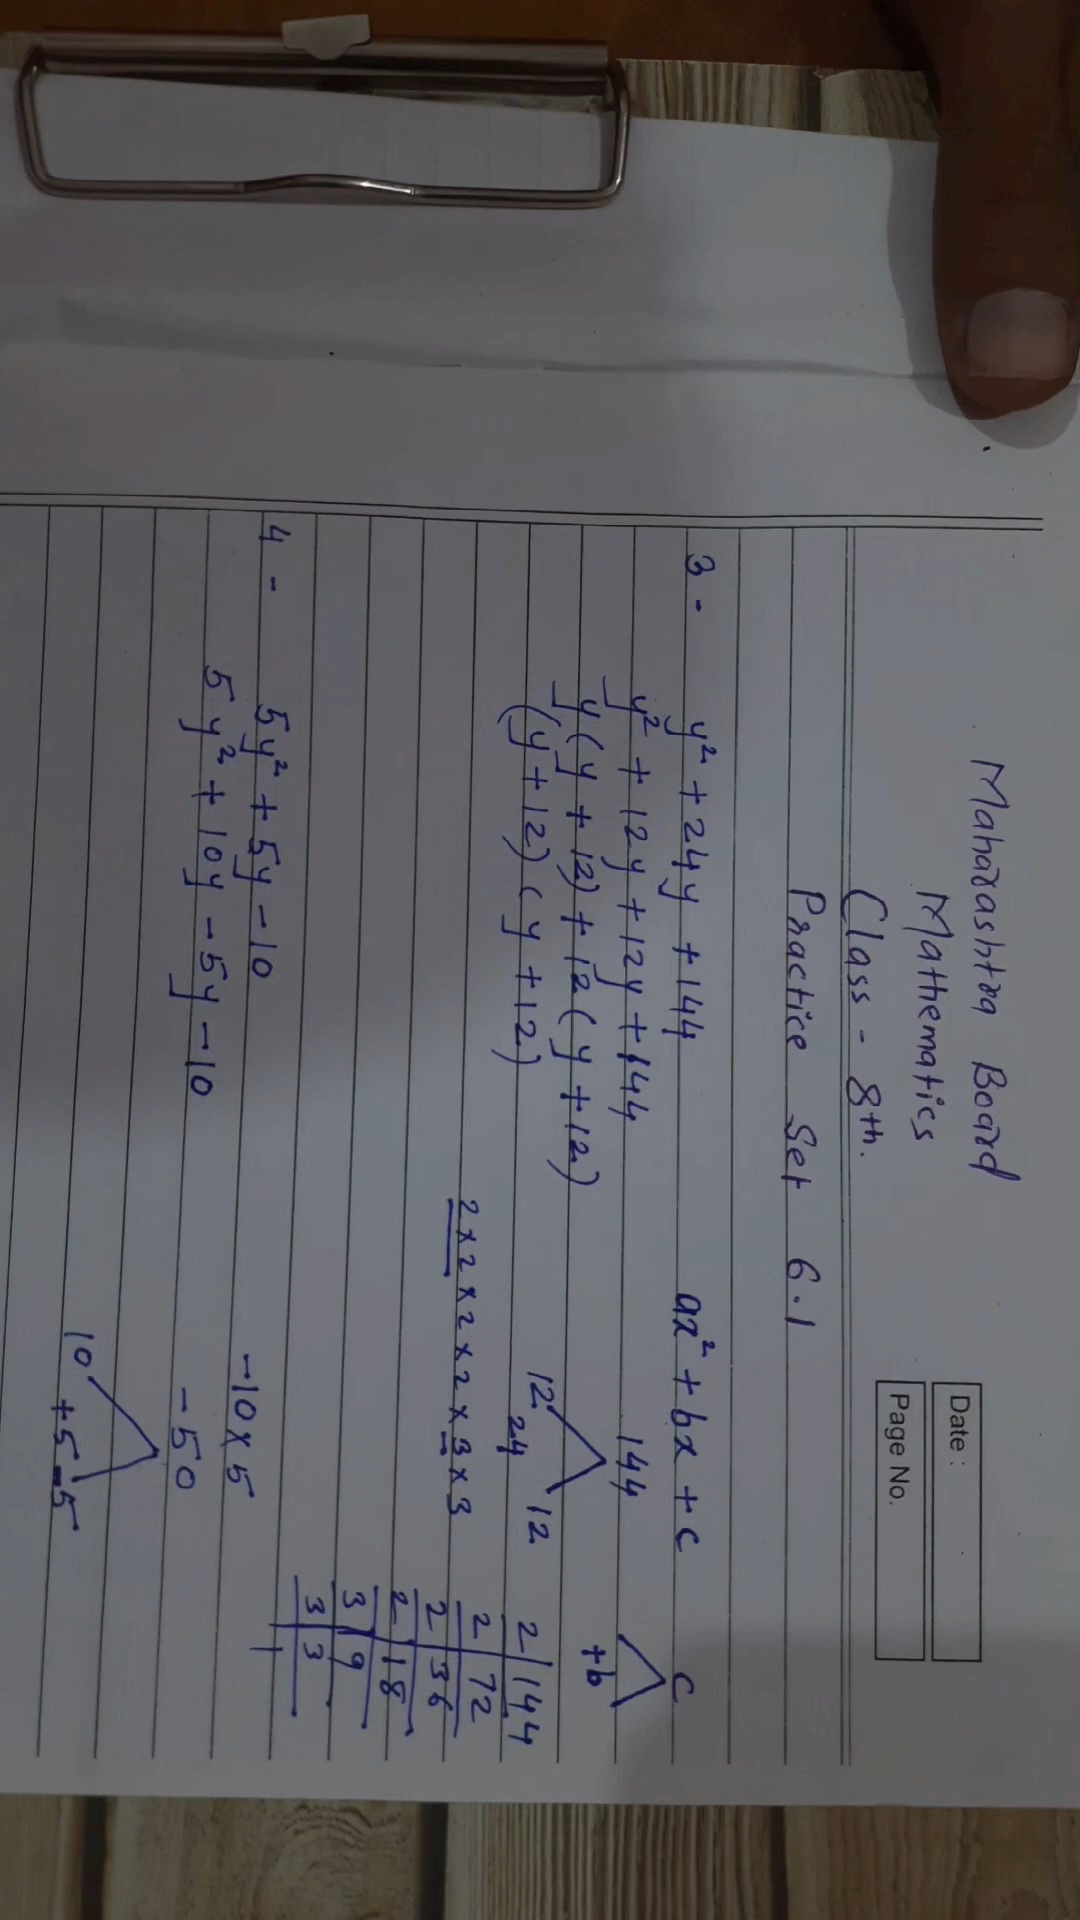 Maharashtra Board
Mathematics
Class - 8th.
Date :
Page No.
Practice Set 6.1
3 - y² + 24y + 144
y² + 12y + 12y + 144
y(y + 12) + 12(y + 12)
(y + 12) (y + 12)
ax² + bx + c
144
12 12
24
2 x 2 x 2 x 2 x 3 x 3
c
+b
2 144
2 72
2 36
2 18
3 9
3 3
1
4 - 5y² + 5y - 10
5y² + 10y - 5y - 10
-10 x 5
-50
10 -5
+5